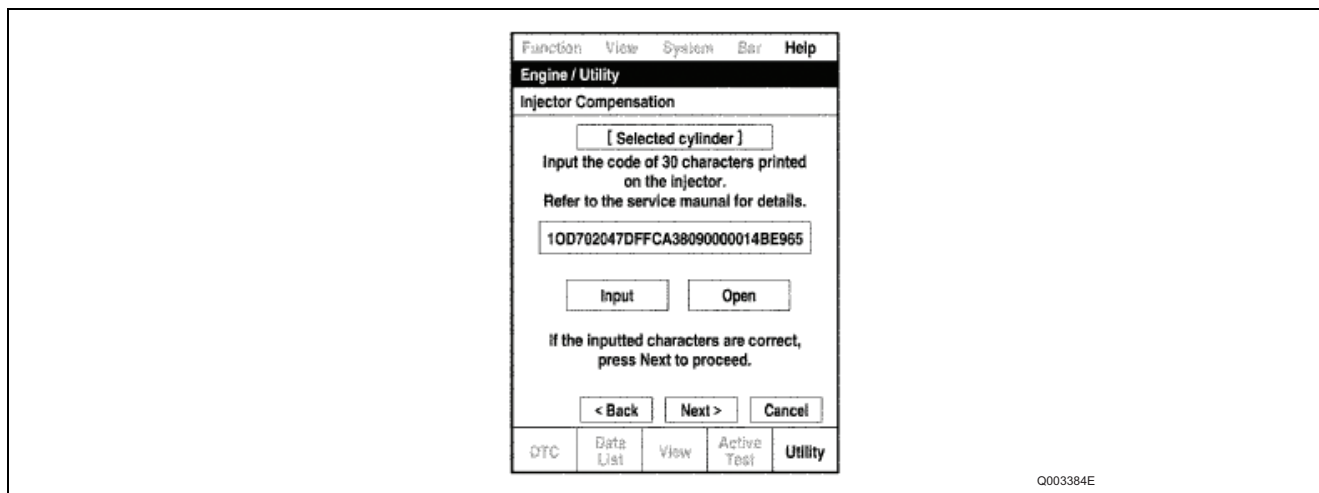 Function View System Bar Help
Engine / Utility
Injector Compensation
[ Selected cylinder ]
Input the code of 30 characters printed
on the injector.
Refer to the service maunal for details.
1OD702047DFFCA38090000014BE965
Input Open
If the inputted characters are correct,
press Next to proceed.
< Back Next > Cancel
DTC Data List View Active Test Utility
Q003384E